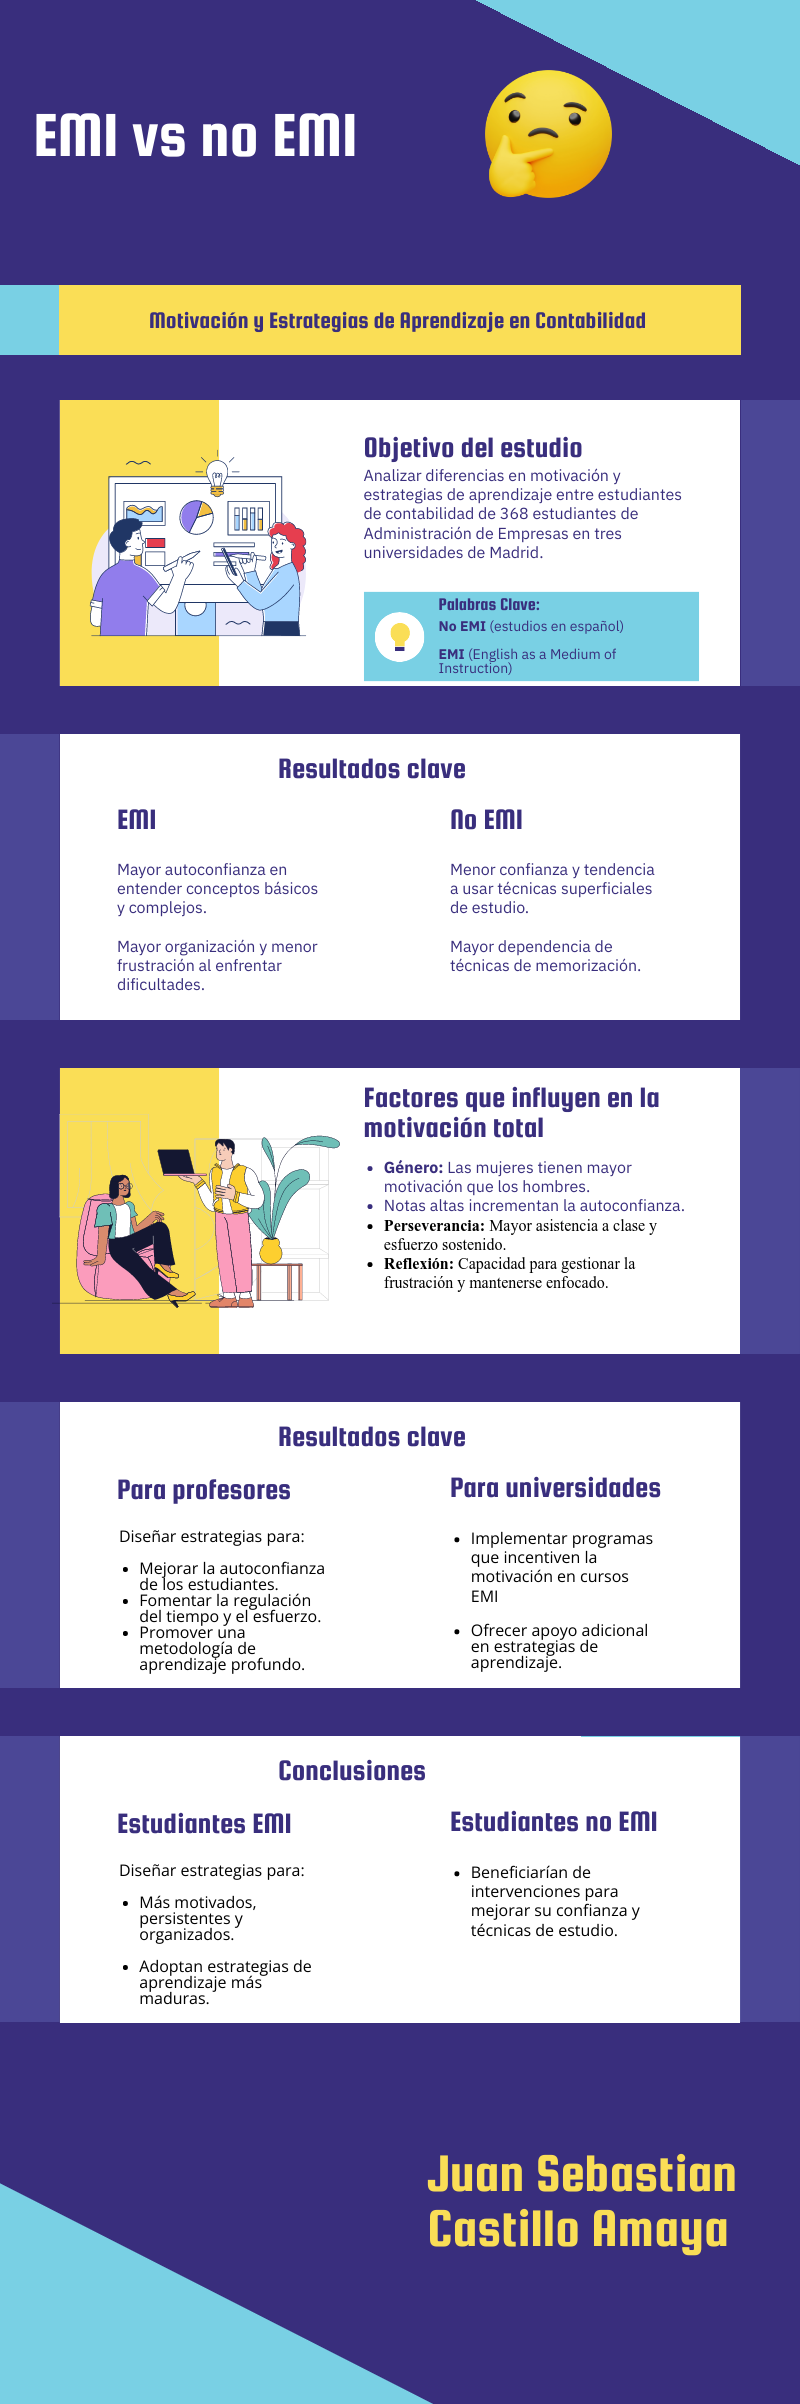 EMI vs no EMI
Motivación y Estrategias de Aprendizaje en Contabilidad
Objetivo del estudio
Analizar diferencias en motivación y
estrategias de aprendizaje entre estudiantes
de contabilidad de 368 estudiantes de
Administración de Empresas en tres
universidades de Madrid.
Palabras Clave:
No EMI (estudios en español)
EMI (English as a Medium of
Instruction)
Resultados clave
EMI
Mayor autoconfianza en
entender conceptos básicos
y complejos.
Mayor organización y menor
frustración al enfrentar
dificultades.
No EMI
Menor confianza y tendencia
a usar técnicas superficiales
de estudio.
Mayor dependencia de
técnicas de memorización.
Factores que influyen en la
motivación total
• Género: Las mujeres tienen mayor
motivación que los hombres.
• Notas altas incrementan la autoconfianza.
• Perseverancia: Mayor asistencia a clase y
esfuerzo sostenido.
• Reflexión: Capacidad para gestionar la
frustración y mantenerse enfocado.
Resultados clave
Para profesores
Diseñar estrategias para:
• Mejorar la autoconfianza
de los estudiantes.
• Fomentar la regulación
del tiempo y el esfuerzo.
• Promover una
metodología de
aprendizaje profundo.
Para universidades
• Implementar programas
que incentiven la
motivación en cursos
EMI
• Ofrecer apoyo adicional
en estrategias de
aprendizaje.
Conclusiones
Estudiantes EMI
Diseñar estrategias para:
• Más motivados,
persistentes y
organizados.
• Adoptan estrategias de
aprendizaje más
maduras.
Estudiantes no EMI
• Beneficiarían de
intervenciones para
mejorar su confianza y
técnicas de estudio.
Juan Sebastian
Castillo Amaya